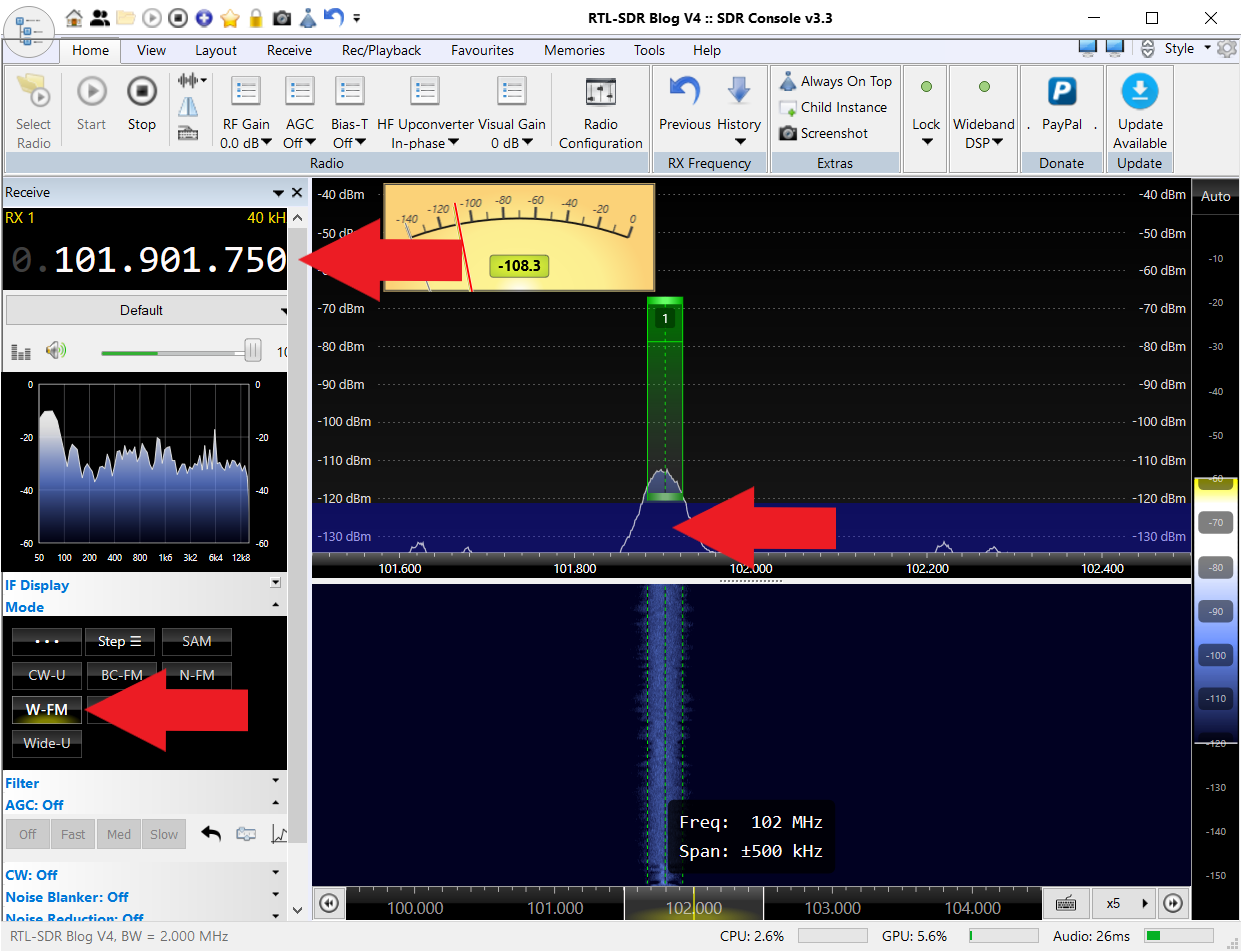 RTL-SDR Blog V4 :: SDR Console v3.3
Home View Layout Receive Rec/Playback Favourites Memories Tools Help Style
Select Radio
Start
Stop
RF Gain
0.0 dB
AGC
Off
Bias-T
Off
HF Upconverter
In-phase
Visual Gain
0 dB
Radio
Configuration
Radio
Previous
History
RX Frequency
Always On Top
Child Instance
Screenshot
Extras
Lock
Wideband
DSP
. PayPal .
Donate
Update
Available
Update
Receive
RX 1 40 kH
0.101.901.750
Default
10
0 0
-20 -20
-40 -40
-60 -60
50 100 200 400 800 1k6 3k2 6k4 12k8
IF Display
Mode
... Step ☰ SAM
CW-U BC-FM N-FM
W-FM
Wide-U
Filter
AGC: Off
Off Fast Med Slow
CW: Off
Noise Blanker: Off
Noise Reduction: Off
-140 -120 -100 -80 -60 -40 -20 0
-108.3
-40 dBm -40 dBm
-50 dBm
-60 dBm
-70 dBm -70 dBm
1
-80 dBm -80 dBm
-90 dBm -90 dBm
-100 dBm -100 dBm
-110 dBm -110 dBm
-120 dBm -120 dBm
-130 dBm -130 dBm
101.600 101.800 102.000 102.200 102.400
Freq: 102 MHz
Span: ±500 kHz
100.000 101.000 102.000 103.000 104.000
x5
Auto
-10
-20
-30
-40
-50
-60
-70
-80
-90
-100
-110
-120
-130
-140
-150
RTL-SDR Blog V4, BW = 2.000 MHz CPU: 2.6% GPU: 5.6% Audio: 26ms